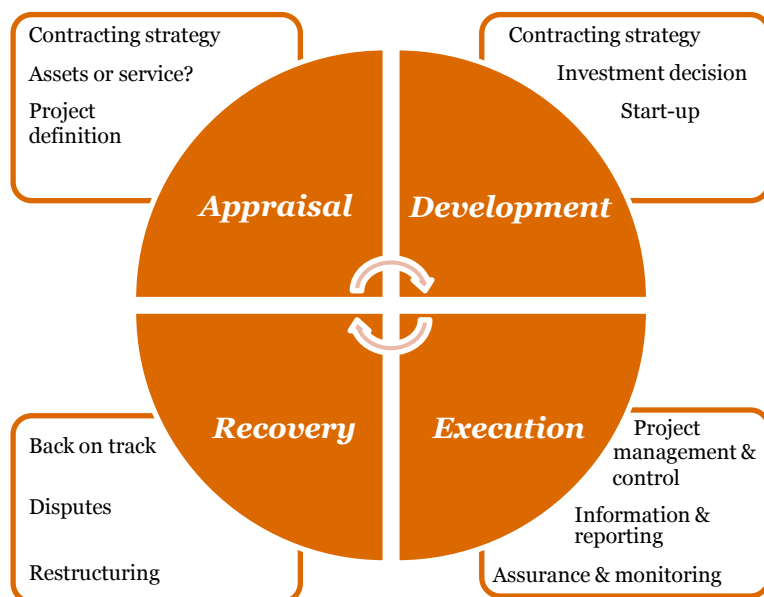 Contracting strategy
Assets or service?
Project
definition
Contracting strategy
Investment decision
Start-up
Appraisal
Development
Recovery
Execution
Back on track
Disputes
Restructuring
Project
management &
control
Information &
reporting
Assurance & monitoring